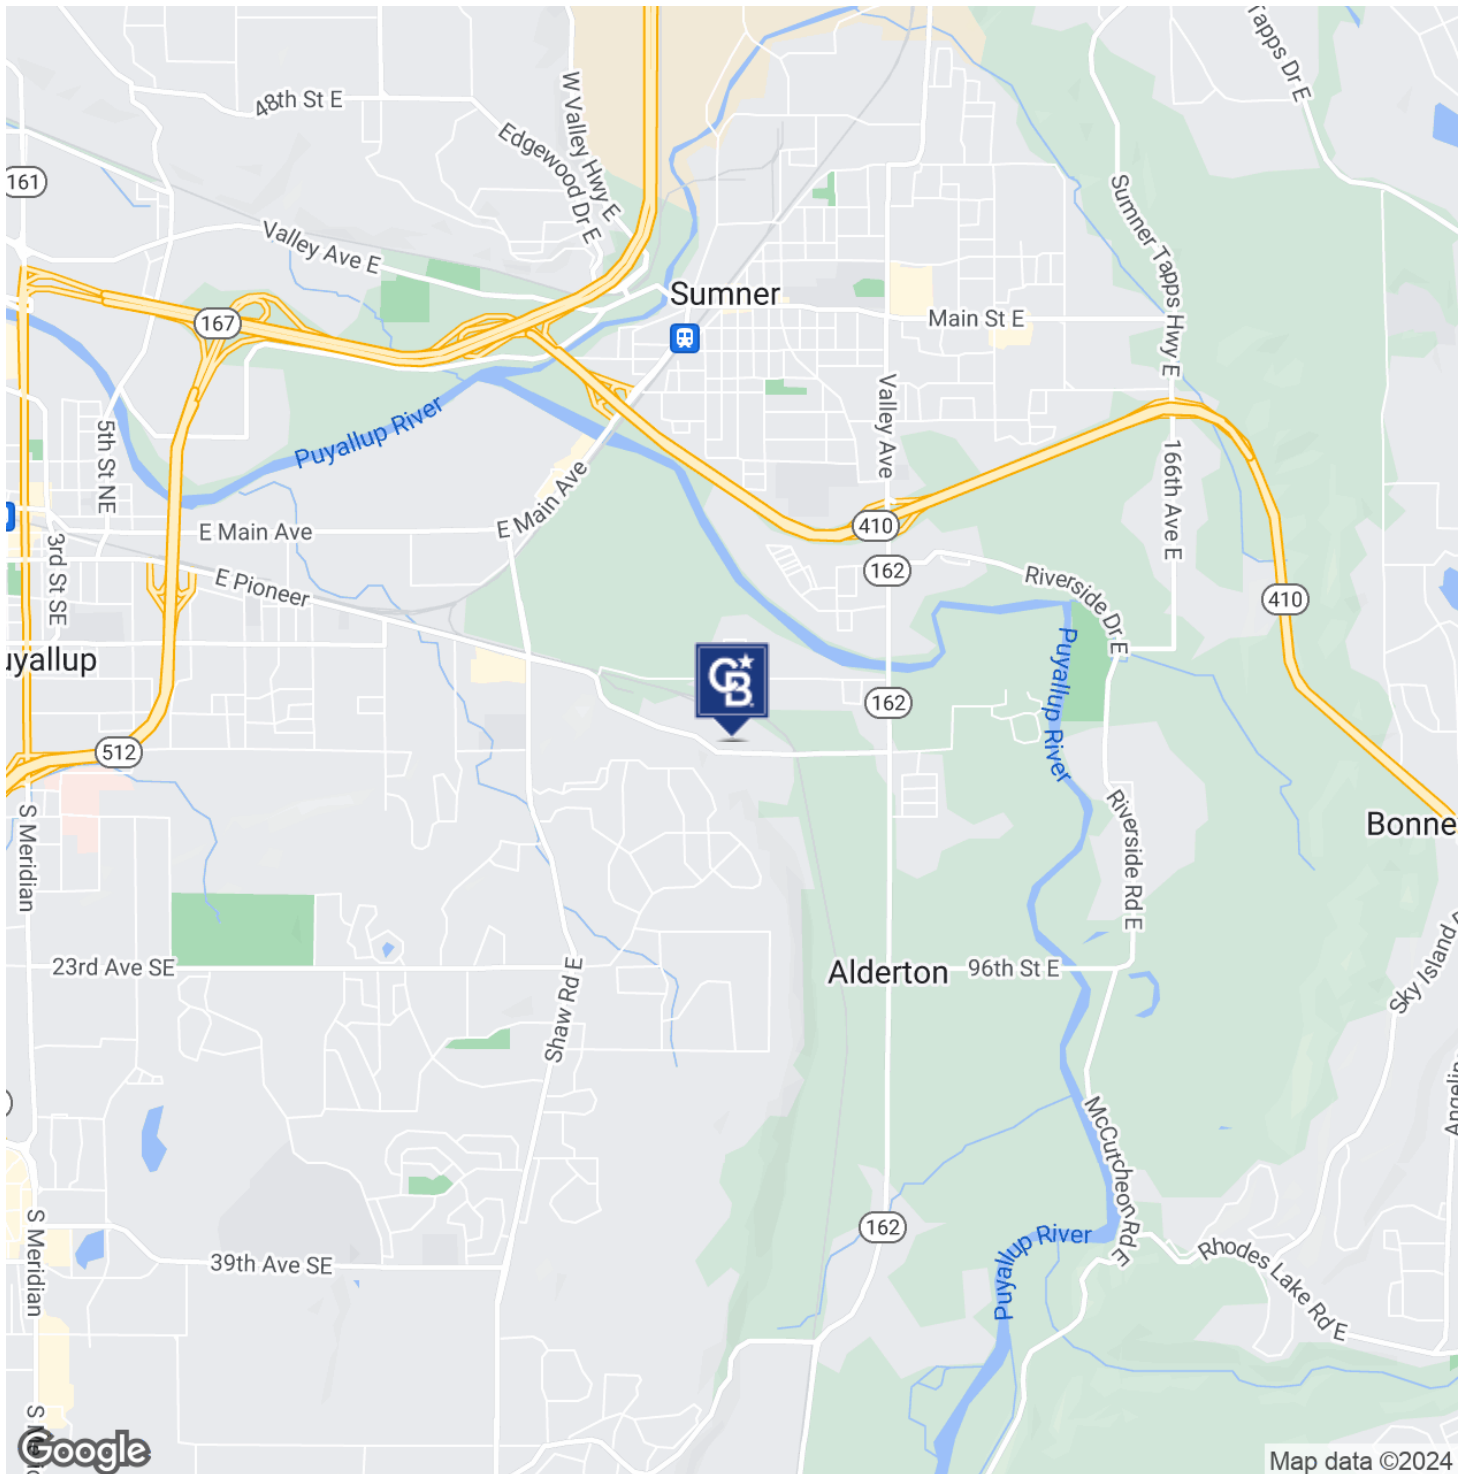 48th St E
W Valley Hwy E
Edgewood Dr E
Tapps Dr E
161
Sumner Tapps Hwy E
Valley Ave E
Sumner
167
Main St E
Valley Ave
Puyallup River
5th St NE
E Main Ave
166th Ave E
410
E Main Ave
3rd St SE
E Pioneer
162
Riverside Dr E
410
uyallup
CB
Puyallup River
162
512
S Meridian
Riverside Rd E
Bonne
23rd Ave SE
Alderton
96th St E
Sky Island
Shaw Rd E
McCutcheon Rd E
162
S Meridian
39th Ave SE
Puyallup River
Rhodes Lake Rd E
Google
Map data ©2024